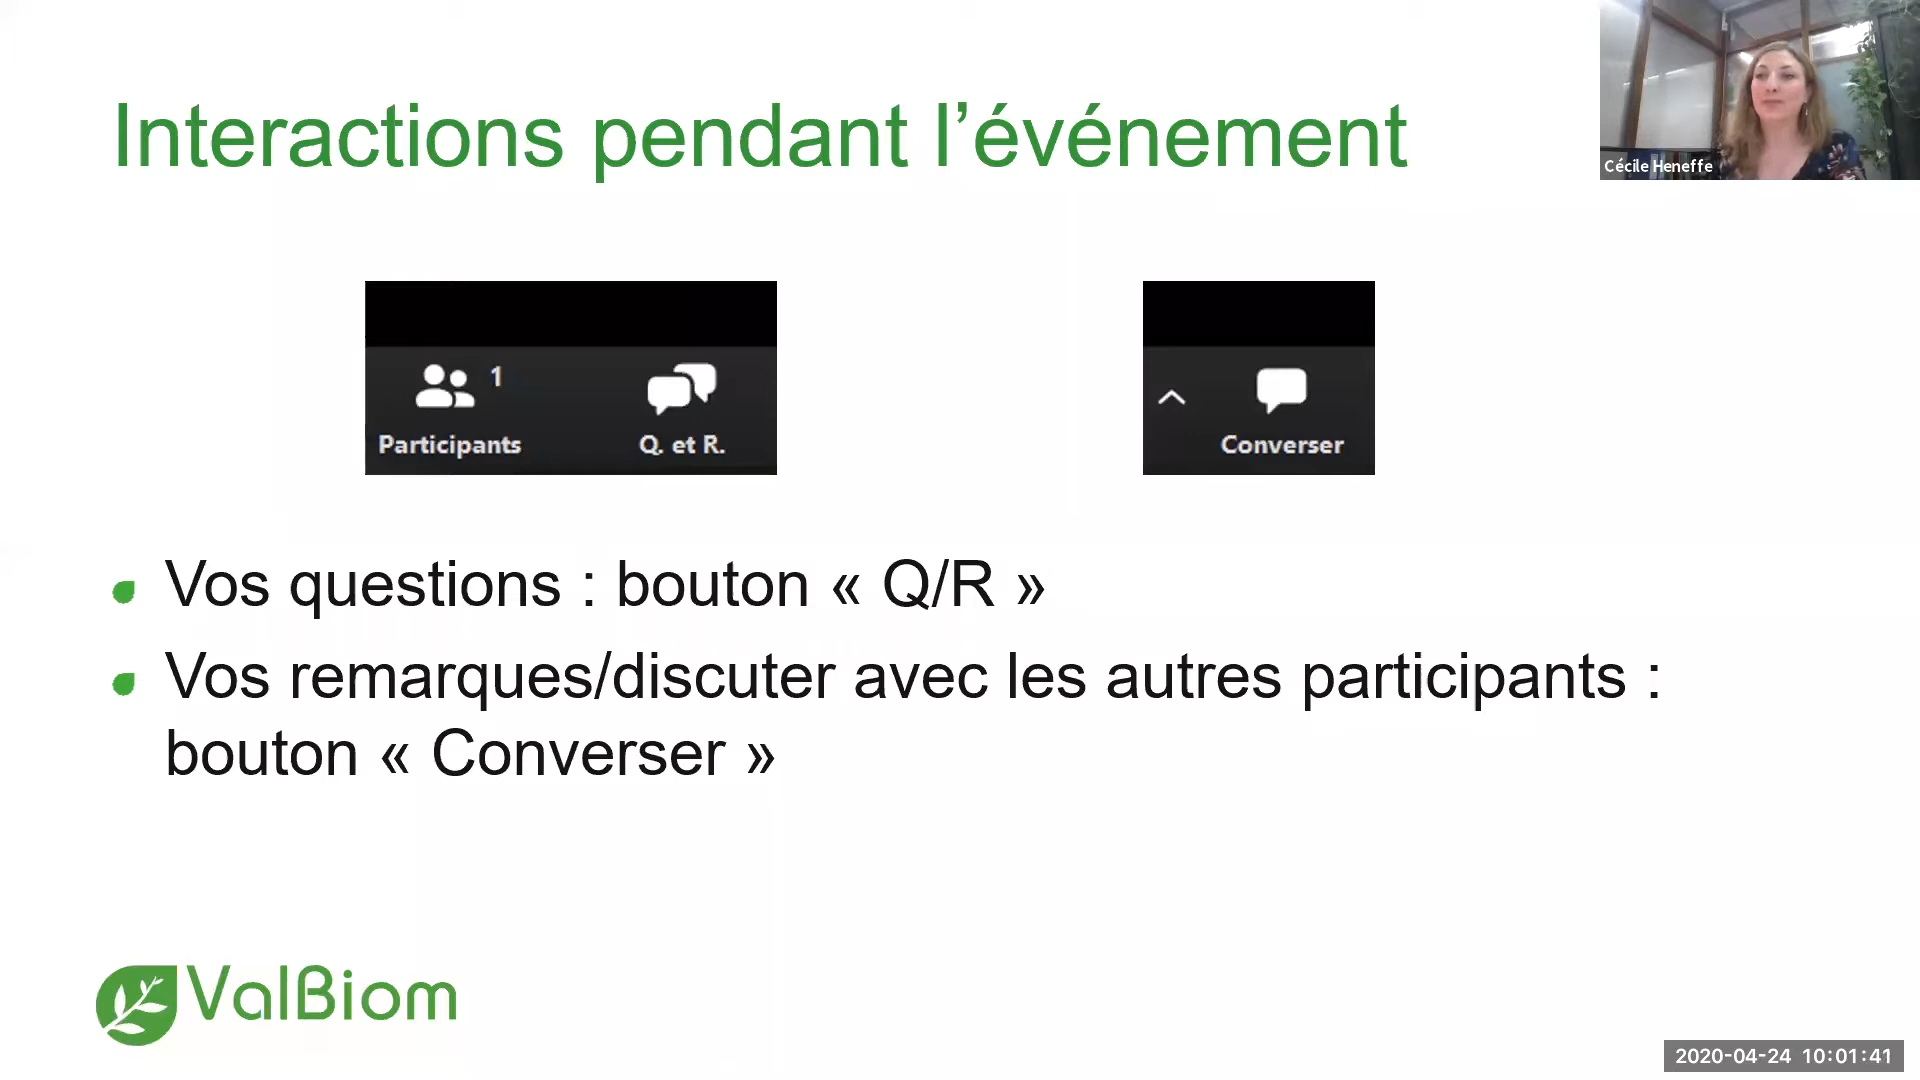 Interactions pendant l’événement
Cécile Heneffe
1
Participants
Q. et R.
Converser
Vos questions : bouton « Q/R »
Vos remarques/discuter avec les autres participants :
bouton « Converser »
ValBiom
2020-04-24 10:01:41